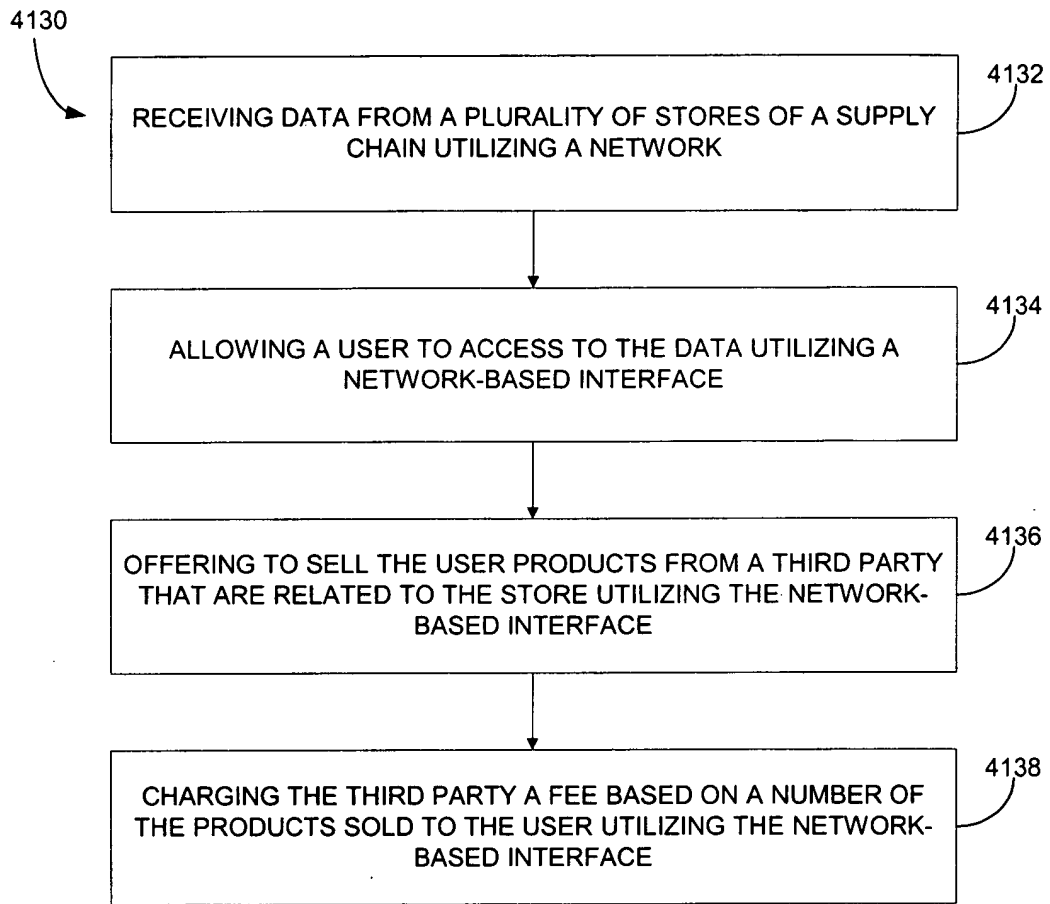 4130
4132
RECEIVING DATA FROM A PLURALITY OF STORES OF A SUPPLY
CHAIN UTILIZING A NETWORK
4134
ALLOWING A USER TO ACCESS TO THE DATA UTILIZING A
NETWORK-BASED INTERFACE
4136
OFFERING TO SELL THE USER PRODUCTS FROM A THIRD PARTY
THAT ARE RELATED TO THE STORE UTILIZING THE NETWORK-
BASED INTERFACE
4138
CHARGING THE THIRD PARTY A FEE BASED ON A NUMBER OF
THE PRODUCTS SOLD TO THE USER UTILIZING THE NETWORK-
BASED INTERFACE